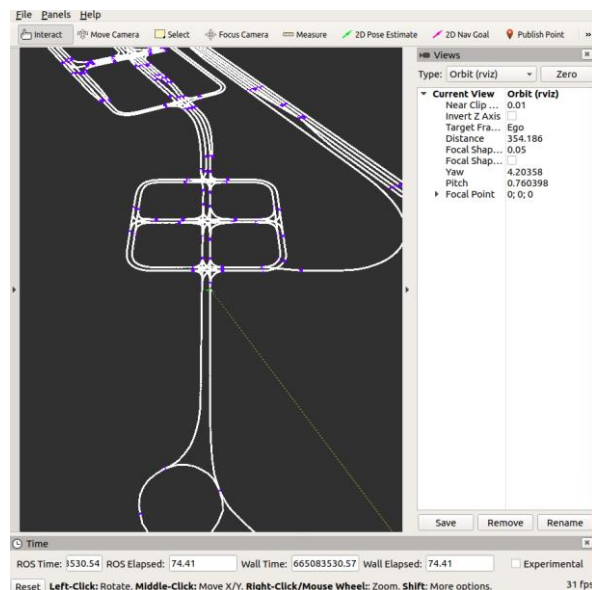 File Panels Help
Interact Move Camera Select Focus Camera Measure 2D Pose Estimate 2D Nav Goal Publish Point »
Views
Type: Orbit (rviz) Zero
Current View Orbit (rviz)
Near Clip ... 0.01
Invert Z Axis
Target Fra... Ego
Distance 354.186
Focal Shap... 0.05
Focal Shap...
Yaw 4.20358
Pitch 0.760398
Focal Point 0; 0; 0
Save Remove Rename
Time
ROS Time: 3530.54 ROS Elapsed: 74.41 Wall Time: 665083530.57 Wall Elapsed: 74.41 Experimental
Reset Left-Click: Rotate. Middle-Click: Move X/Y. Right-Click/Mouse Wheel:: Zoom. Shift: More options. 31 fps